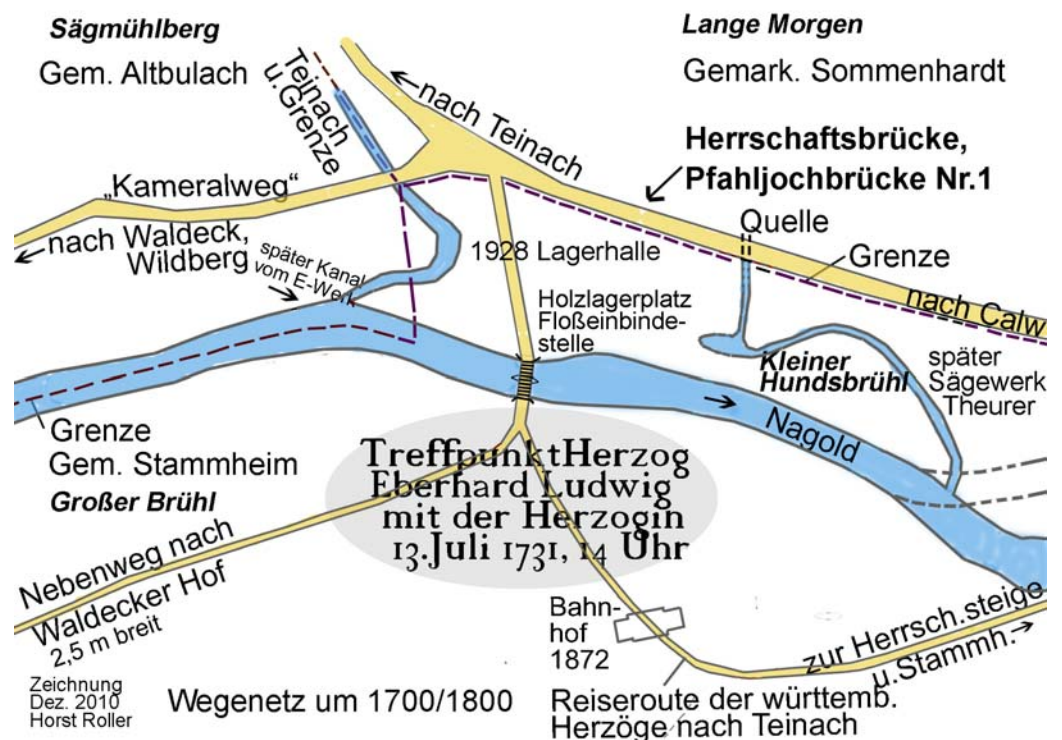 Sägmühlberg
Gem. Altbulach
Lange Morgen
Gemark. Sommenhardt
Teinach
u.Grenze
nach Teinach
Herrschaftsbrücke,
Pfahljochbrücke Nr.1
„Kameralweg“
nach Waldeck,
Wildberg
später Kanal
vom E-Werk
1928 Lagerhalle
Quelle
Grenze
nach Calw
Holzlagerplatz
Floßeinbinde-
stelle
Kleiner
Hundsbrühl
später
Sägewerk
Theurer
Nagold
Grenze
Gem. Stammheim
Großer Brühl
Treffpunkt Herzog
Eberhard Ludwig
mit der Herzogin
13.Juli 1731, 14 Uhr
Nebenweg nach
Waldecker Hof
2,5 m breit
Bahn-
hof
1872
zur Herrsch.steige
u.Stammh.
Zeichnung
Dez. 2010
Horst Roller
Wegenetz um 1700/1800
Reiseroute der württemb.
Herzöge nach Teinach